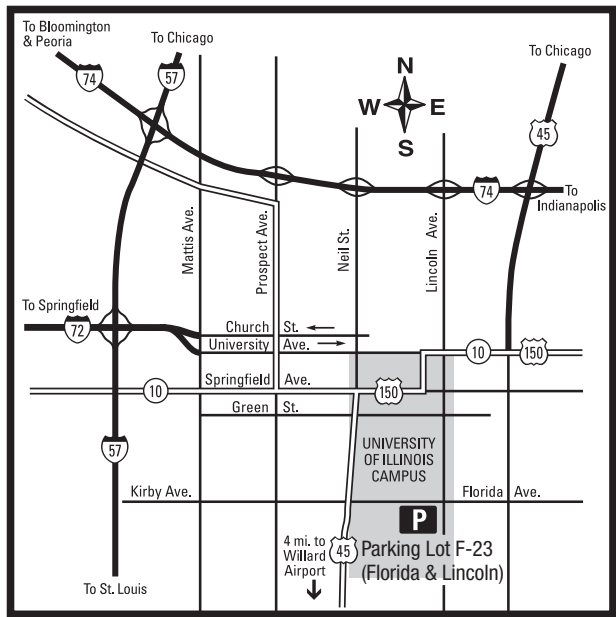 To Bloomington
& Peoria
To Chicago
To Chicago
57
74
N
W E
S
45
74
To
Indianapolis
Mattis Ave.
Prospect Ave.
Neil St.
Lincoln Ave.
To Springfield
72
Church St.
University Ave.
10
150
Springfield Ave.
10
150
Green St.
UNIVERSITY
OF ILLINOIS
CAMPUS
57
Kirby Ave.
Florida Ave.
P
4 mi. to
Willard
Airport
45
Parking Lot F-23
(Florida & Lincoln)
To St. Louis